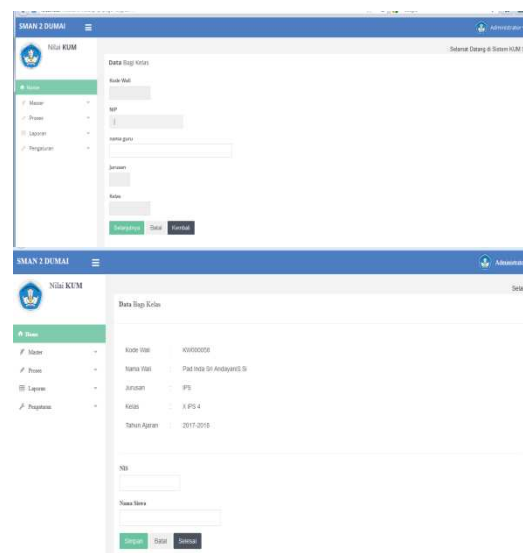 SMAN 2 DUMAI
Administrator
Nilai KUM
Selamat Datang di Sistem KUM
Data Bagi Kelas
Kode Wali
Home
NIP
Master
Proses
nama guru
Laporan
Pengaturan
Jurusan
Kelas
Selanjutnya Batal Kembali
SMAN 2 DUMAI
Administrato
Nilai KUM
Sela
Data Bagi Kelas
Home
Master
Kode Wali : KW000056
Proses
Nama Wali :
Laporan
Jurusan : IPS
Pengaturan
Kelas : X IPS 4
Tahun Ajaran : 2017-2018
NIS
Nama Siswa
Simpan Batal Selesai